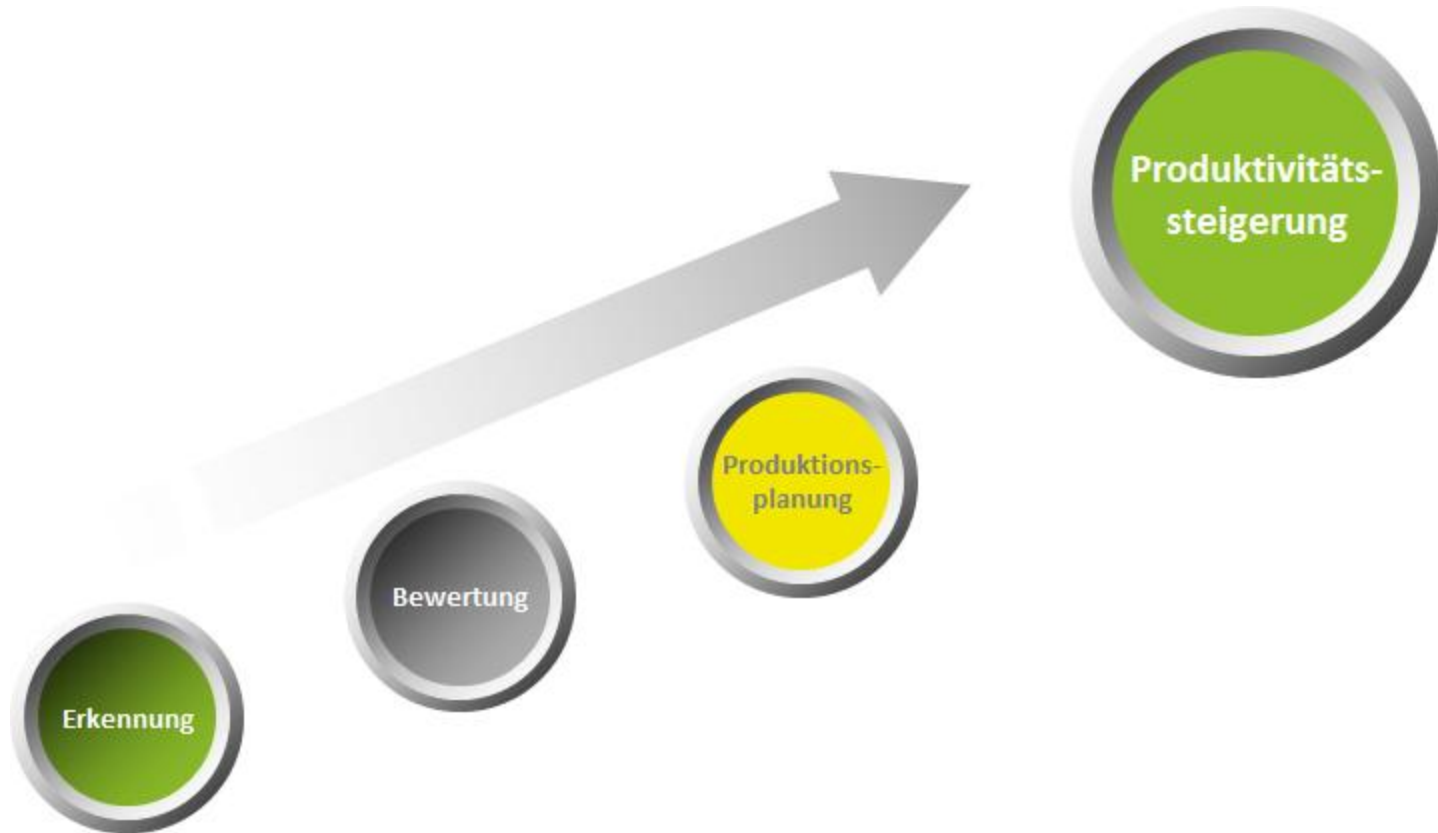 Produktivitäts-
steigerung
Produktions-
planung
Bewertung
Erkennung